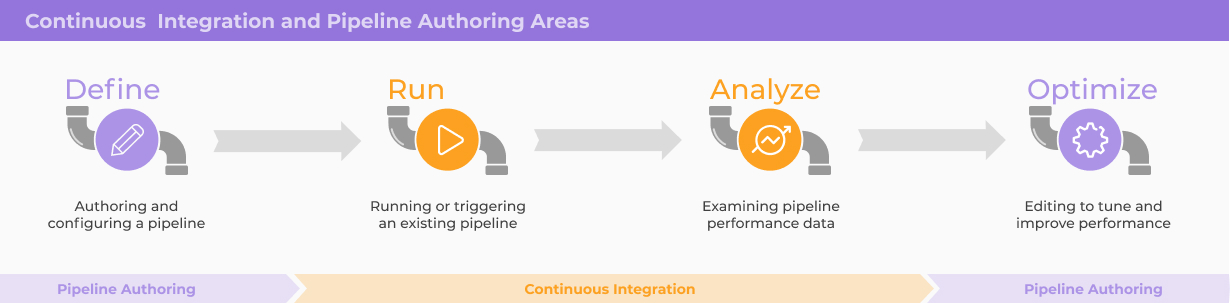 Continuous Integration and Pipeline Authoring Areas
Define
Run
Analyze
Optimize
Authoring and
configuring a pipeline
Running or triggering
an existing pipeline
Examining pipeline
performance data
Editing to tune and
improve performance
Pipeline Authoring
Continuous Integration
Pipeline Authoring